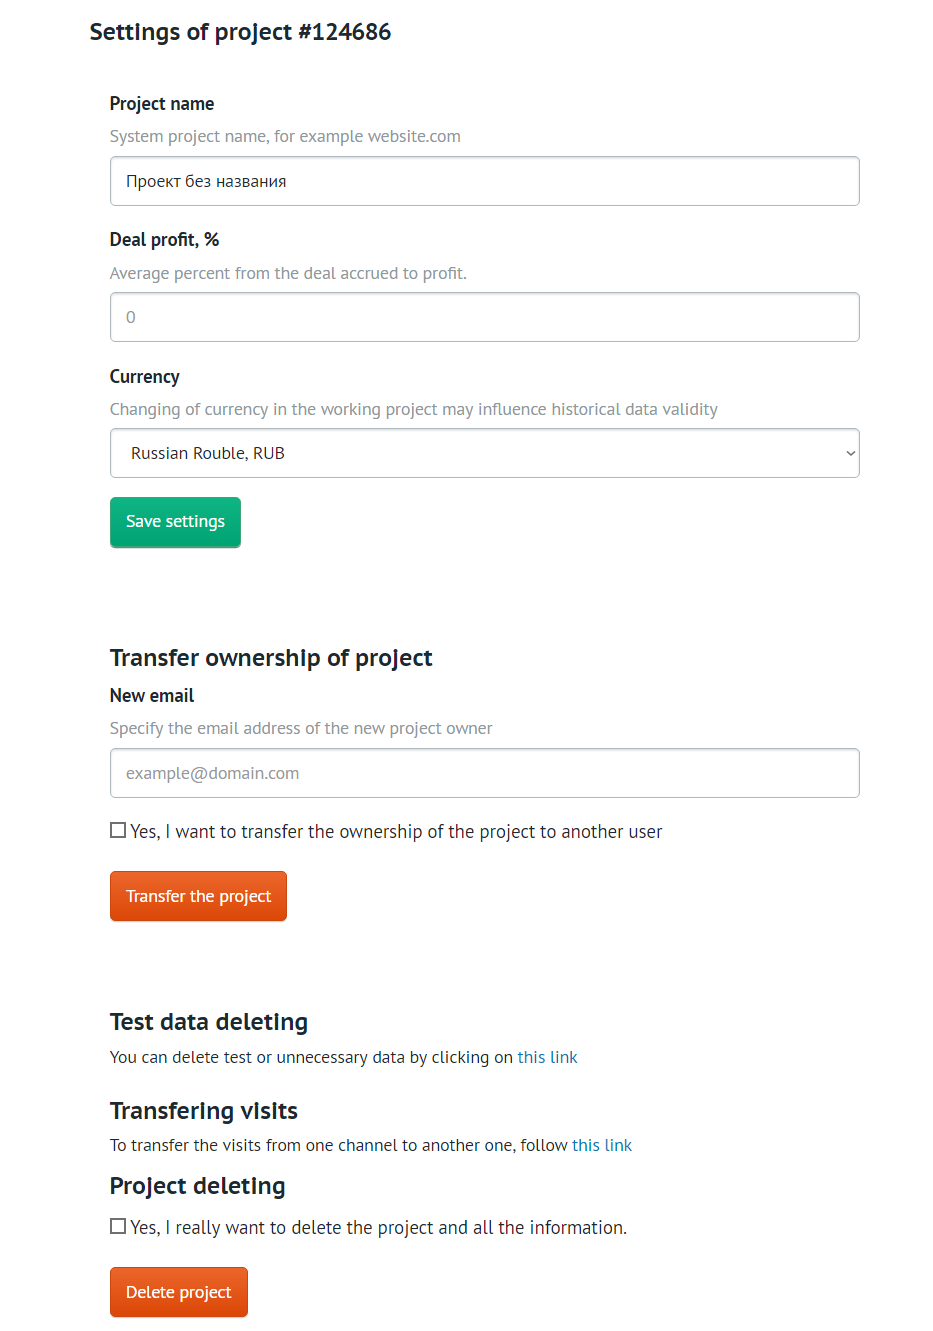 Settings of project #124686
Project name
System project name, for example website.com
Проект без названия
Deal profit, %
Average percent from the deal accrued to profit.
0
Currency
Changing of currency in the working project may influence historical data validity
Russian Rouble, RUB
Save settings
Transfer ownership of project
New email
Specify the email address of the new project owner
example@domain.com
Yes, I want to transfer the ownership of the project to another user
Transfer the project
Test data deleting
You can delete test or unnecessary data by clicking on this link
Transfering visits
To transfer the visits from one channel to another one, follow this link
Project deleting
Yes, I really want to delete the project and all the information.
Delete project